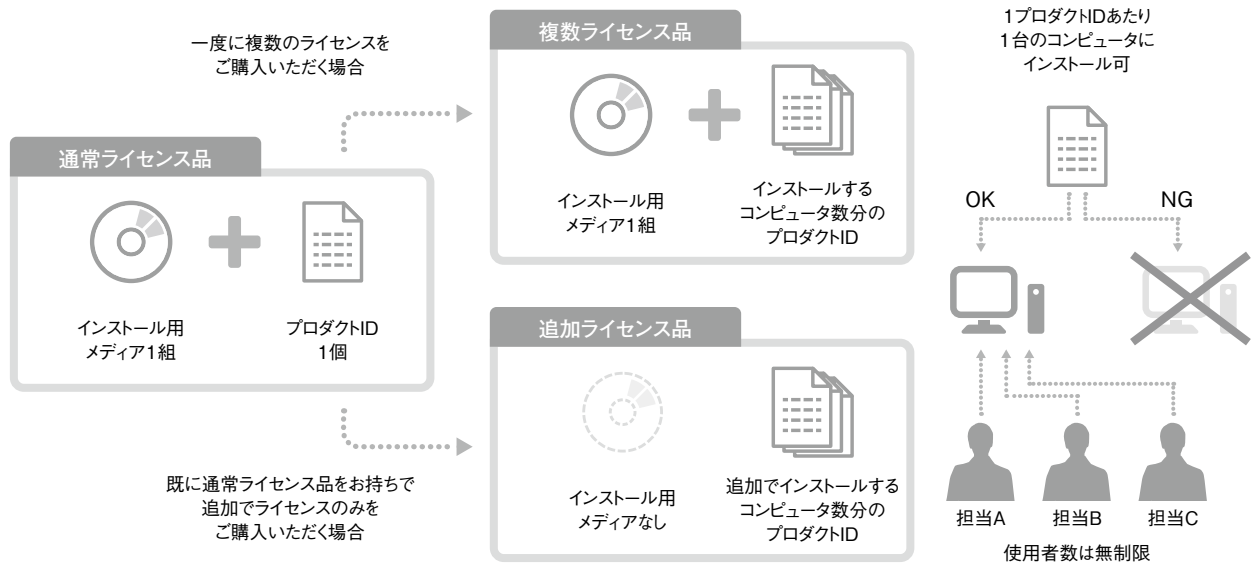 一度に複数のライセンスを
ご購入いただく場合
通常ライセンス品
インストール用
メディア1組
プロダクトID
1個
既に通常ライセンス品をお持ちで
追加でライセンスのみを
ご購入いただく場合
複数ライセンス品
インストール用
メディア1組
インストールする
コンピュータ数分の
プロダクトID
追加ライセンス品
インストール用
メディアなし
追加でインストールする
コンピュータ数分の
プロダクトID
1プロダクトIDあたり
1台のコンピュータに
インストール可
OK
NG
担当A
担当B
担当C
使用者数は無制限